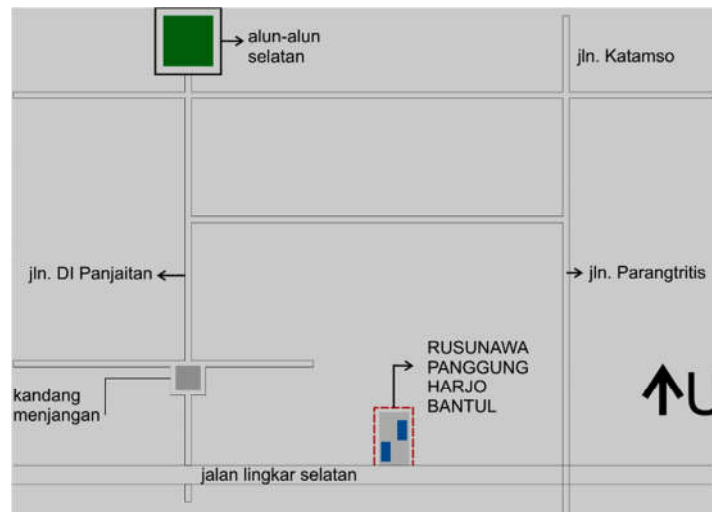 alun-alun
selatan
jln. Katamso
jln. DI Panjaitan
jln. Parangtritis
RUSUNAWA
PANGGUNG
HARJO
BANTUL
kandang
menjangan
U
jalan lingkar selatan